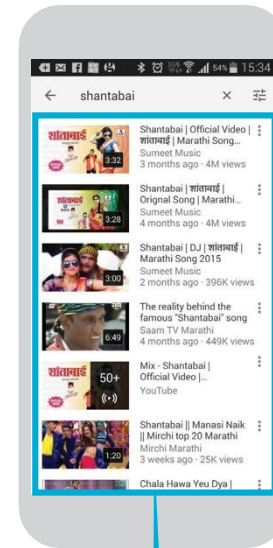 54% 15:34
shantabai
शांताबाई
3:32
Shantabai | Official Video |
शांताबाई | Marathi Song...
Sumeet Music
3 months ago · 4M views
3:28
Shantabai | शांताबाई |
Orignal Song | Marathi...
Sumeet Music
4 months ago · 4M views
3:00
Shantabai | DJ | शांताबाई |
Marathi Song 2015
Sumeet Music
2 months ago · 396K views
6:49
The reality behind the
famous "Shantabai" song
Saam TV Marathi
4 months ago · 449K views
शांताबाई
50+
Mix - Shantabai |
Official Video |...
YouTube
1:20
Shantabai || Manasi Naik
|| Mirchi top 20 Marathi
Mirchi Marathi
3 weeks ago · 25K views
Chala Hawa Yeu Dya |